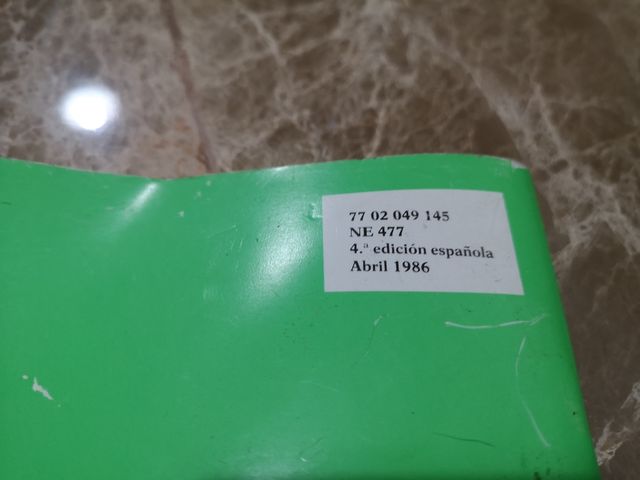 77 02 049 145
NE 477
4.ª edición española
Abril 1986